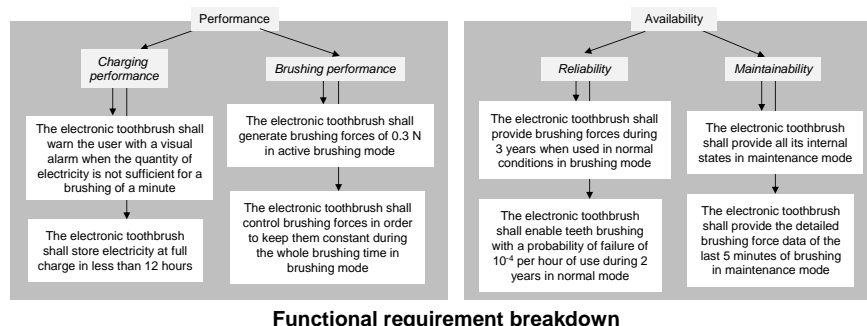 Performance
Charging
performance
Brushing performance
The electronic toothbrush shall
warn the user with a visual
alarm when the quantity of
electricity is not sufficient for a
brushing of a minute
The electronic toothbrush
shall store electricity at full
charge in less than 12 hours
The electronic toothbrush shall
generate brushing forces of 0.3 N
in active brushing mode
The electronic toothbrush shall
control brushing forces in order
to keep them constant during
the whole brushing time in
brushing mode
Availability
Reliability
Maintainability
The electronic toothbrush shall
provide brushing forces during
3 years when used in normal
conditions in brushing mode
The electronic toothbrush
shall enable teeth brushing
with a probability of failure of
10⁻⁴ per hour of use during 2
years in normal mode
The electronic toothbrush
shall provide all its internal
states in maintenance mode
The electronic toothbrush
shall provide the detailed
brushing force data of the
last 5 minutes of brushing
in maintenance mode
Functional requirement breakdown